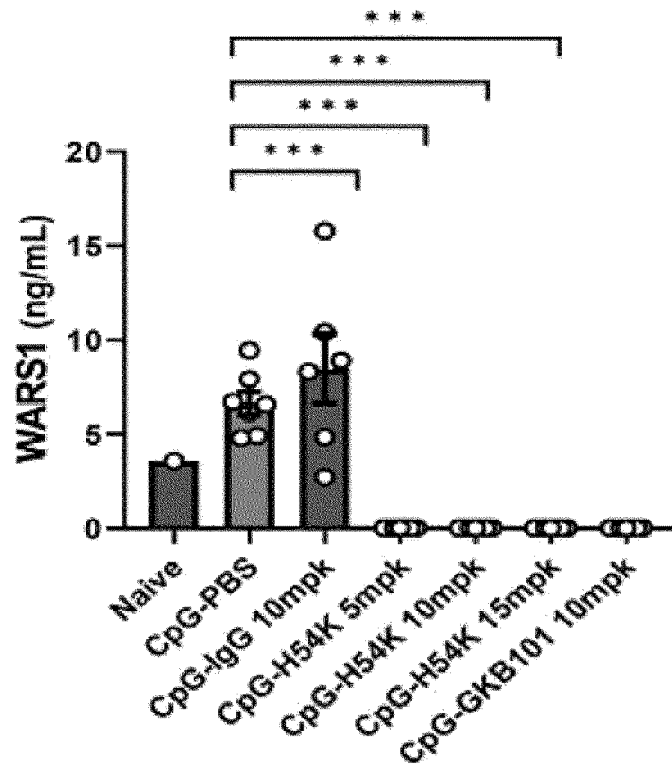 * * *
* * *
* * *
* * *
20
15
10
5
0
WARS1 (ng/mL)
Naive
CpG-PBS
CpG-IgG 10mpk
CpG-H54K 5mpk
CpG-H54K 10mpk
CpG-H54K 15mpk
CpG-GKB101 10mpk